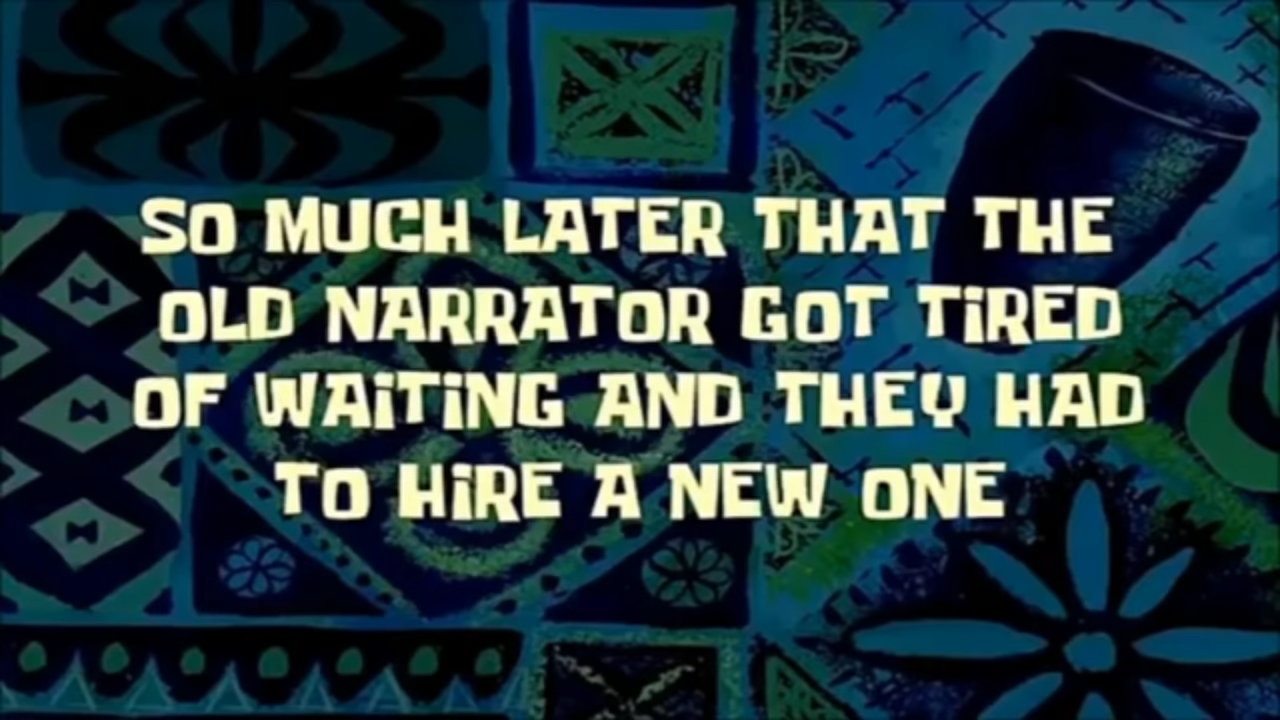 SO MUCH LATER THAT THE
OLD NARRATOR GOT TiRED
OF WAiTiNG AND THEY HAD
TO HiRE A NEW ONE